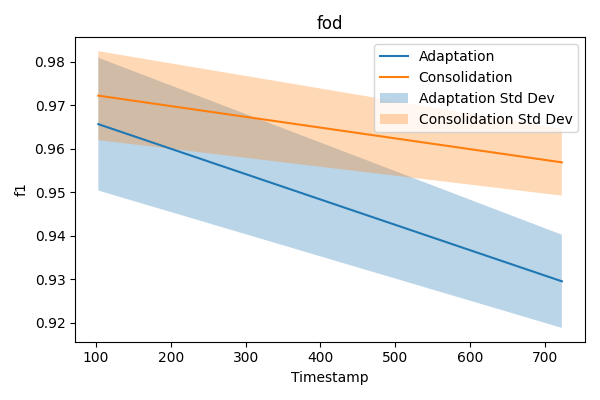 fod
Adaptation
Consolidation
Adaptation Std Dev
Consolidation Std Dev
f1
0.98
0.97
0.96
0.95
0.94
0.93
0.92
100 200 300 400 500 600 700
Timestamp